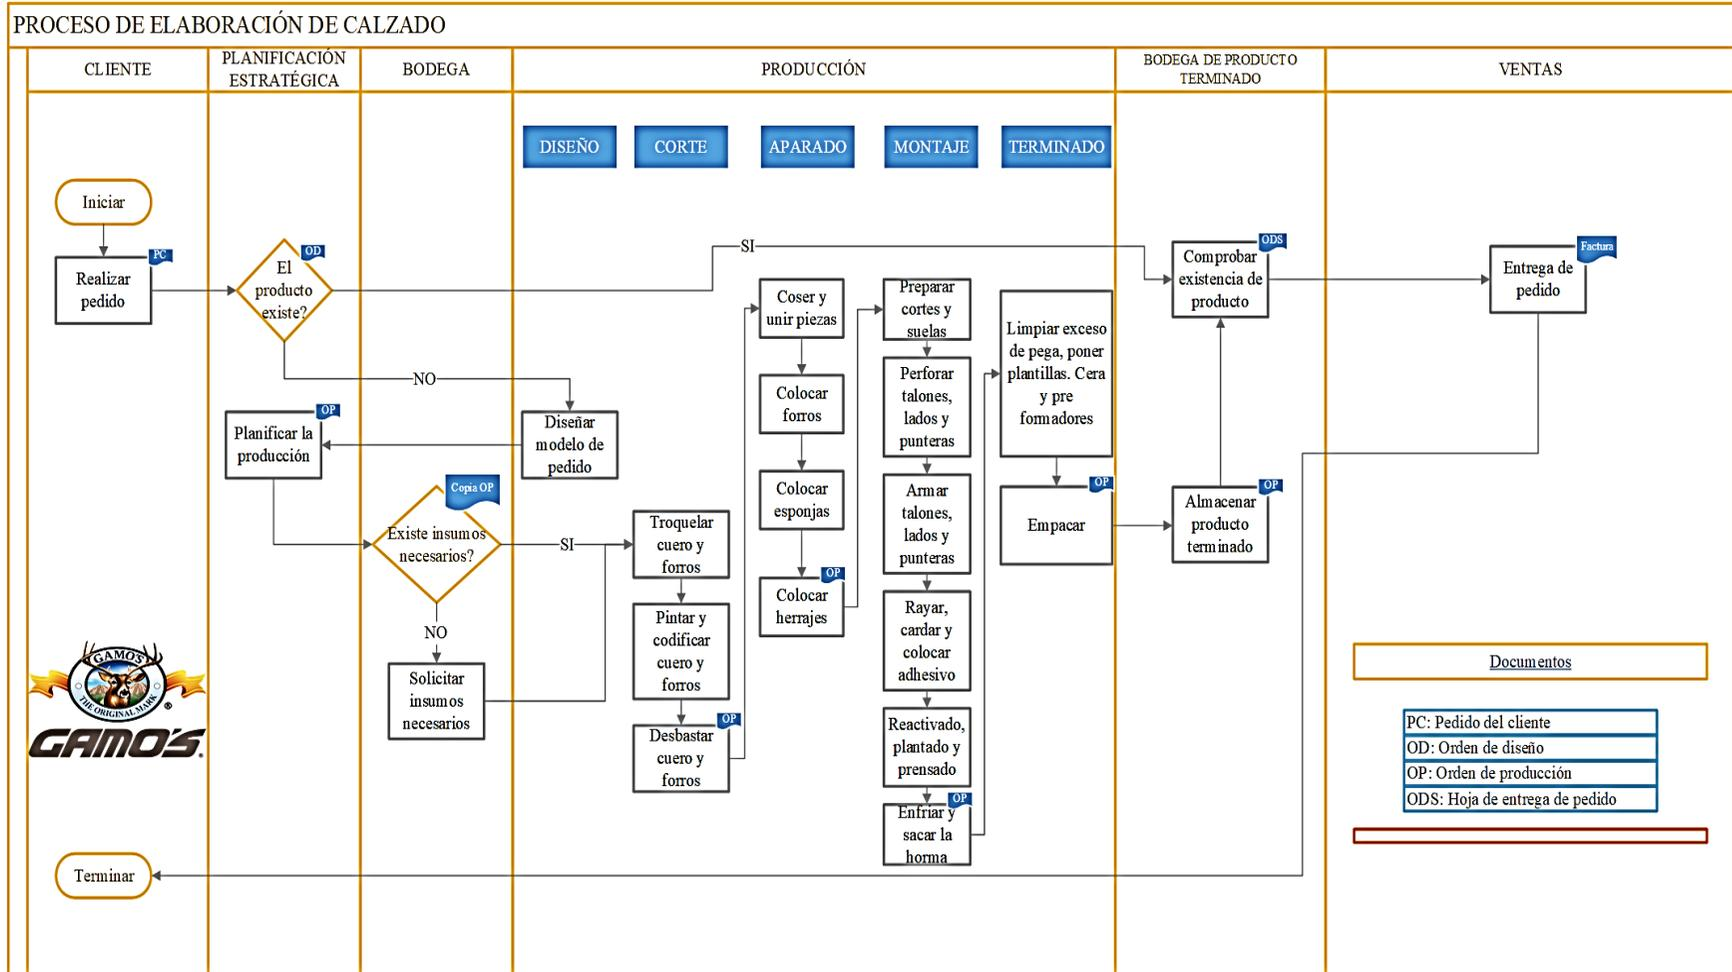 PROCESO DE ELABORACIÓN DE CALZADO
CLIENTE
PLANIFICACIÓN
ESTRATÉGICA
BODEGA
PRODUCCIÓN
BODEGA DE PRODUCTO
TERMINADO
VENTAS
DISEÑO
CORTE
APARADO
MONTAJE
TERMINADO
Iniciar
PC
Realizar
pedido
OD
El
producto
existe?
SI
NO
OP
Planificar la
producción
Diseñar
modelo de
pedido
Copia OP
Existe insumos
necesarios?
SI
NO
Solicitar
insumos
necesarios
Troquelar
cuero y
forros
Pintar y
codificar
cuero y
forros
OP
Desbastar
cuero y
forros
Coser y
unir piezas
Colocar
forros
Colocar
esponjas
OP
Colocar
herrajes
Preparar
cortes y
suelas
Perforar
talones,
lados y
punteras
Armar
talones,
lados y
punteras
Rayar,
cardar y
colocar
adhesivo
Reactivado,
plantado y
prensado
OP
Enfriar y
sacar la
horma
Limpiar exceso
de pega, poner
plantillas. Cera
y pre
formadores
OP
Empacar
ODS
Comprobar
existencia de
producto
OP
Almacenar
producto
terminado
Factura
Entrega de
pedido
GAMO'S
THE ORIGINAL MARK
®
GAMO'S.
Terminar
Documentos
PC: Pedido del cliente
OD: Orden de diseño
OP: Orden de producción
ODS: Hoja de entrega de pedido